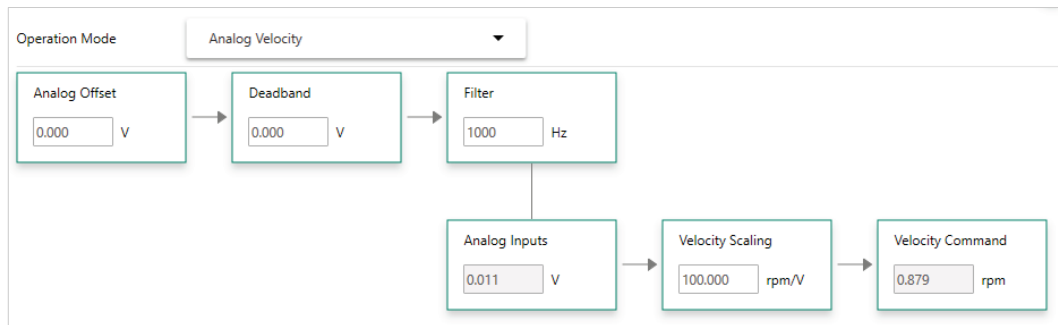 Operation Mode Analog Velocity
Analog Offset Deadband Filter
0.000 V 0.000 V 1000 Hz
Analog Inputs Velocity Scaling Velocity Command
0.011 V 100.000 rpm/V 0.879 rpm